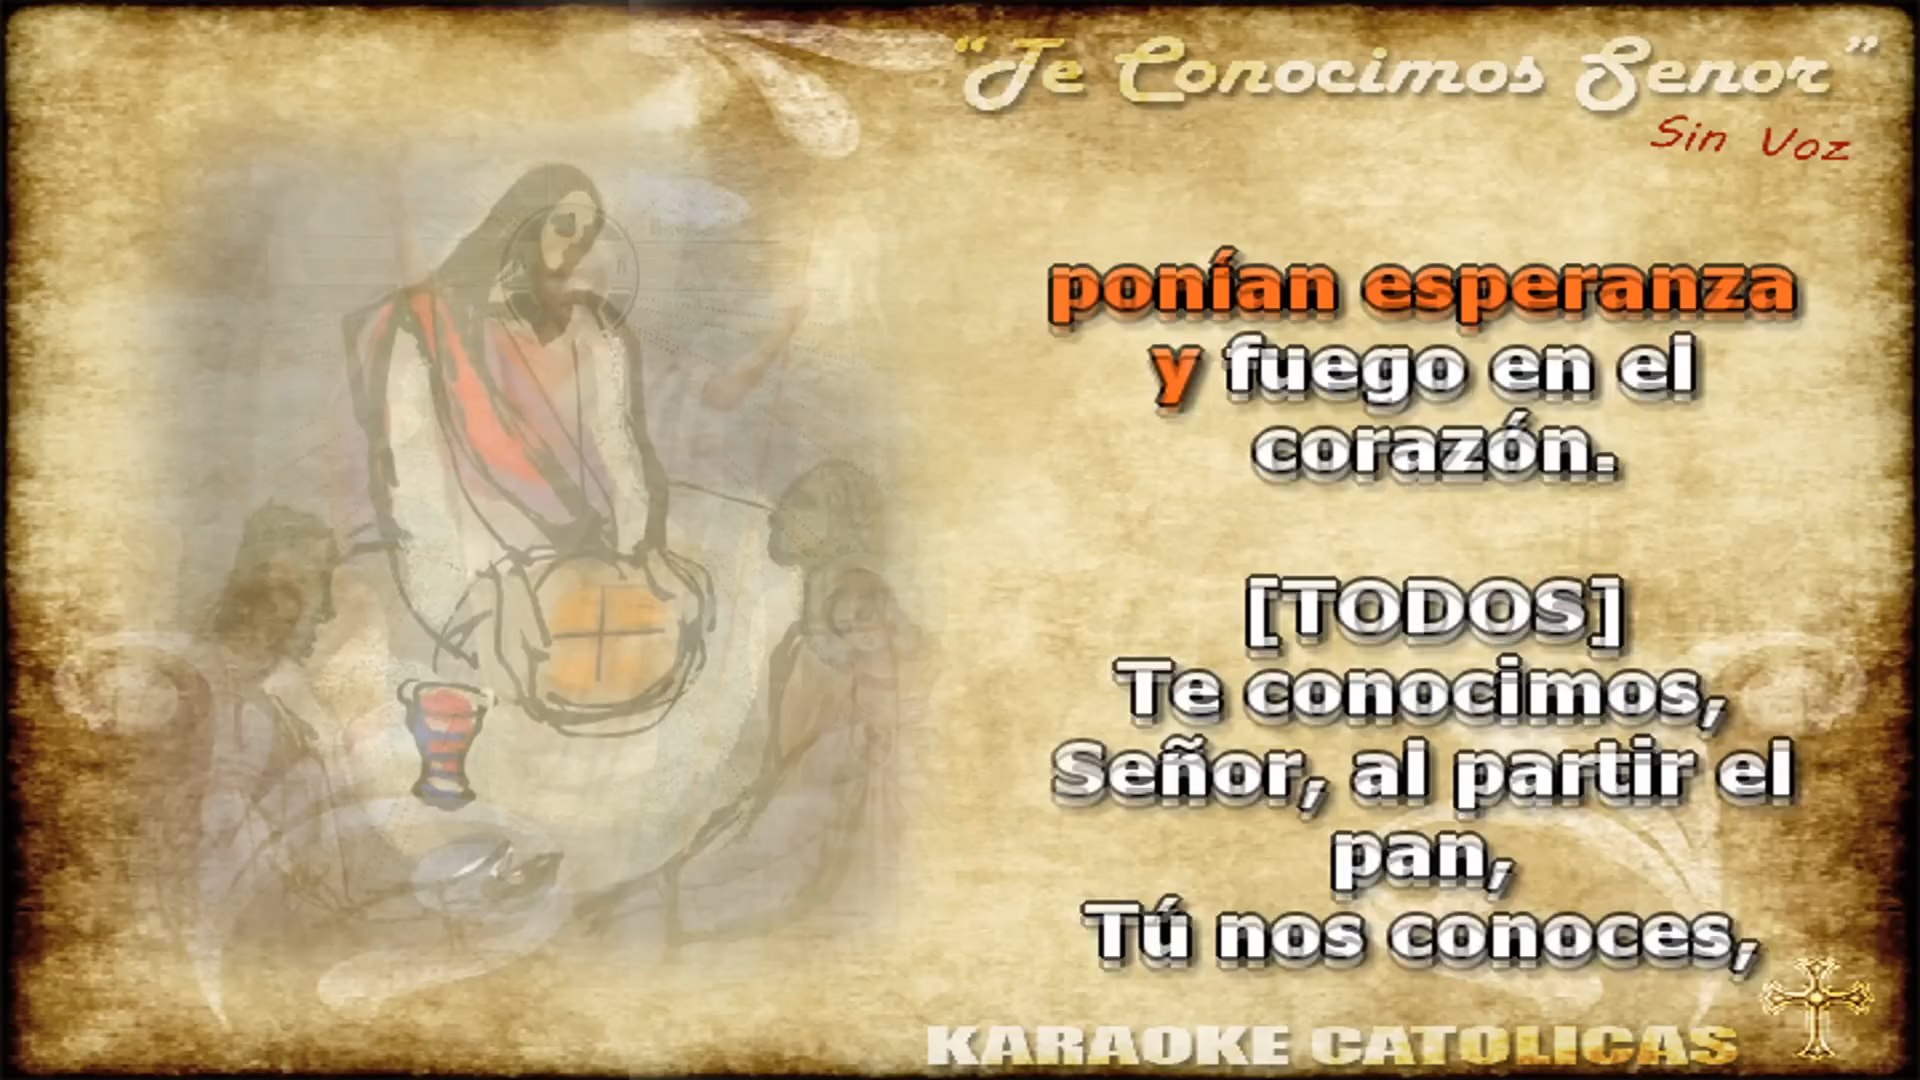 “Te Conocimos Senor”
Sin Voz
ponían esperanza
y fuego en el
corazón.
[TODOS]
Te conocimos,
Señor, al partir el
pan,
Tú nos conoces,
KARAOKE CATOLICAS